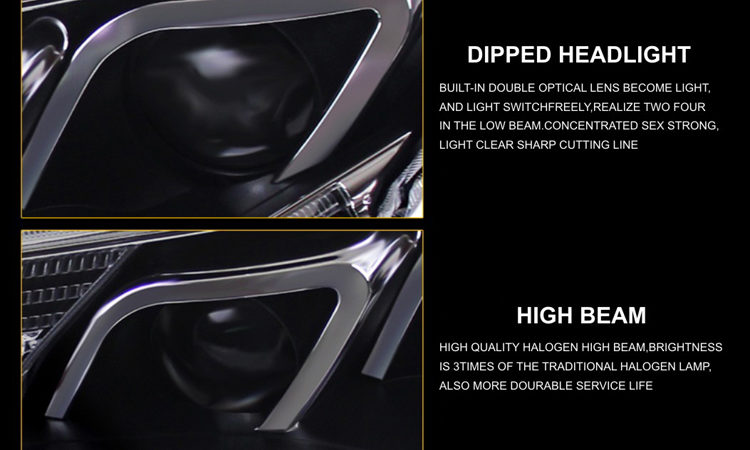 DIPPED HEADLIGHT
BUILT-IN DOUBLE OPTICAL LENS BECOME LIGHT,
AND LIGHT SWITCHFREELY,REALIZE TWO FOUR
IN THE LOW BEAM.CONCENTRATED SEX STRONG,
LIGHT CLEAR SHARP CUTTING LINE
HIGH BEAM
HIGH QUALITY HALOGEN HIGH BEAM,BRIGHTNESS
IS 3TIMES OF THE TRADITIONAL HALOGEN LAMP,
ALSO MORE DOURABLE SERVICE LIFE